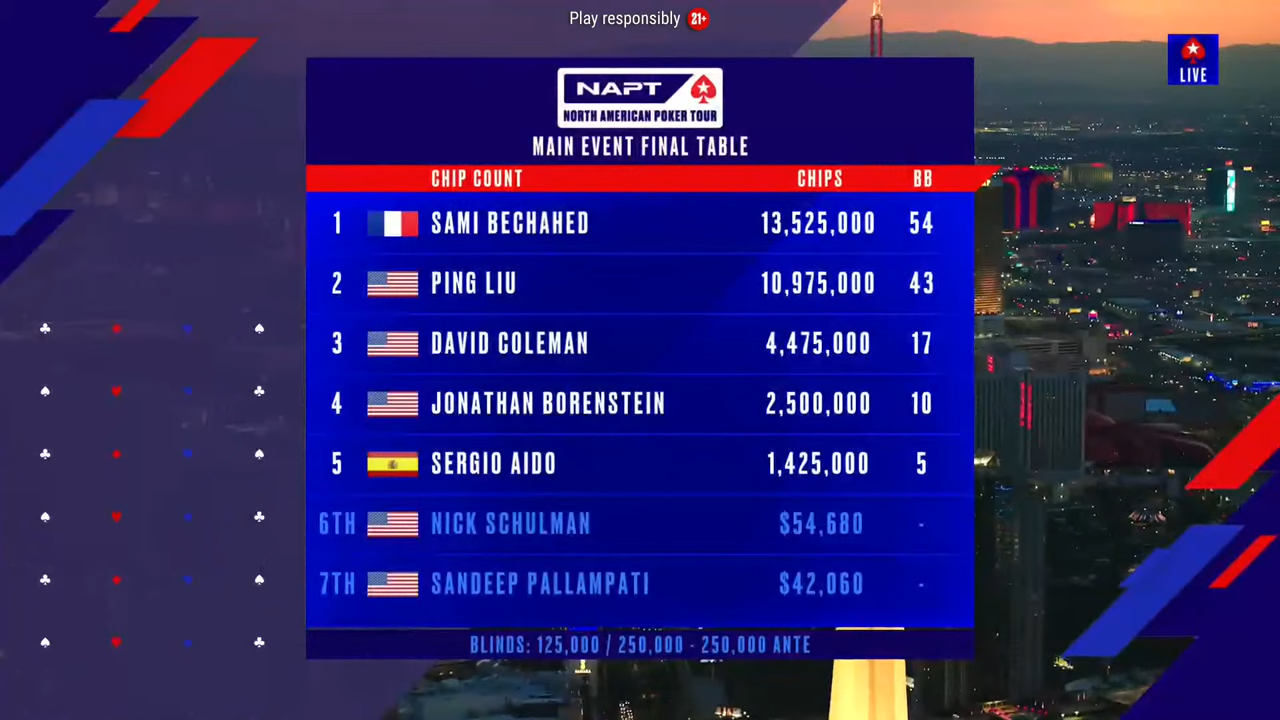 Play responsibly 21+
LIVE
NAPT
NORTH AMERICAN POKER TOUR
MAIN EVENT FINAL TABLE
CHIP COUNT CHIPS BB
1 SAMI BECHAHED 13,525,000 54
2 PING LIU 10,975,000 43
3 DAVID COLEMAN 4,475,000 17
4 JONATHAN BORENSTEIN 2,500,000 10
5 SERGIO AIDO 1,425,000 5
6TH NICK SCHULMAN $54,680 -
7TH SANDEEP PALLAMPATI $42,060 -
BLINDS: 125,000 / 250,000 - 250,000 ANTE